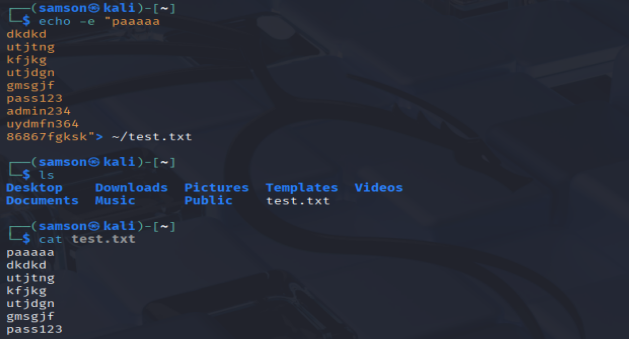 ┌──(samson㉿kali)-[~]
└─$ echo -e "paaaaa
dkdkd
utjtng
kfjkg
utjdgn
gmsgjf
pass123
admin234
uydmfn364
86867fgksk"> ~/test.txt
┌──(samson㉿kali)-[~]
└─$ ls
Desktop Downloads Pictures Templates Videos
Documents Music Public test.txt
┌──(samson㉿kali)-[~]
└─$ cat test.txt
paaaaa
dkdkd
utjtng
kfjkg
utjdgn
gmsgjf
pass123